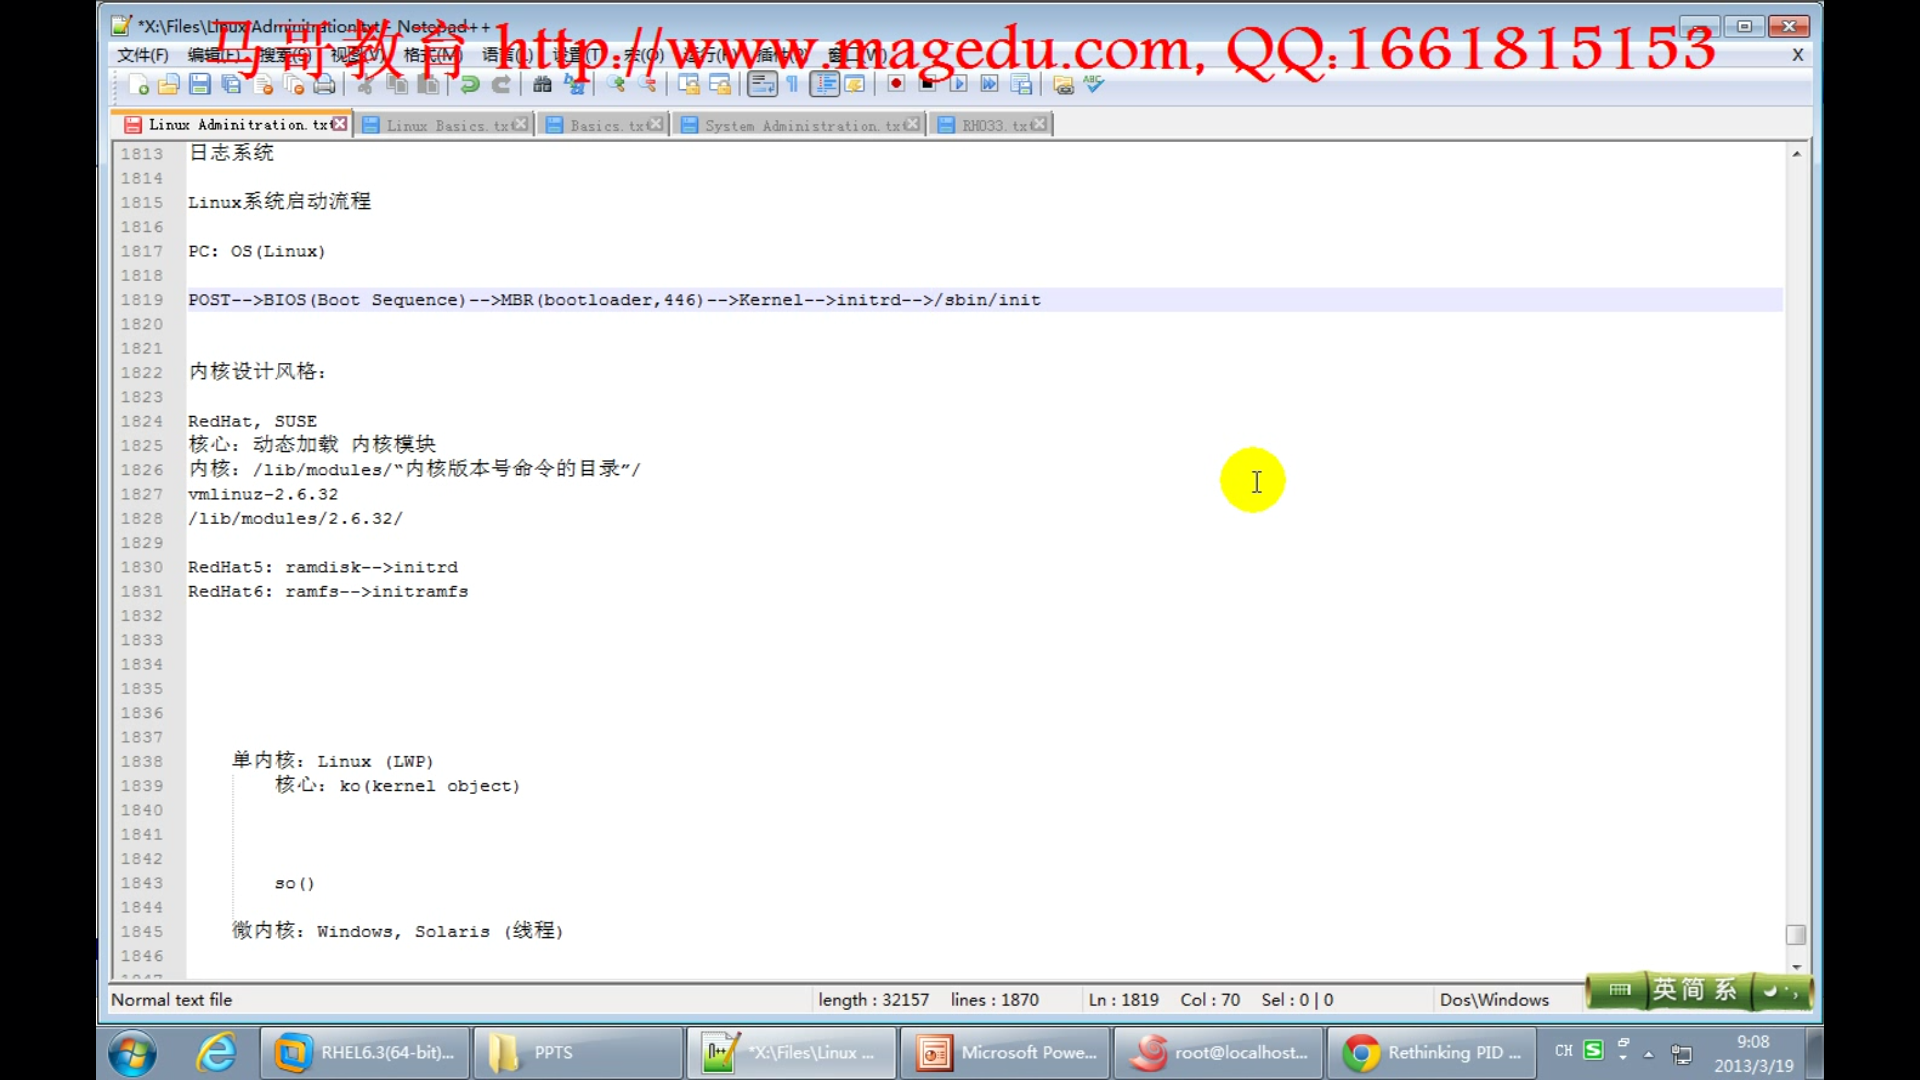 *X:\Files\Linux Adminitration.txt - Notepad++
马哥教育 http://www.magedu.com, QQ:1661815153
文件(F) 编辑(E) 搜索(S) 视图(V) 格式(M) 语言(L) 设置(T) 宏(O) 运行(R) 插件(P) 窗口(W) X
Linux Adminitration.txt Linux Basics.txt Basics.txt System Administration.txt RH033.txt
1813 日志系统
1814
1815 Linux系统启动流程
1816
1817 PC: OS(Linux)
1818
1819 POST-->BIOS(Boot Sequence)-->MBR(bootloader,446)-->Kernel-->initrd-->/sbin/init
1820
1821
1822 内核设计风格:
1823
1824 RedHat, SUSE
1825 核心: 动态加载 内核模块
1826 内核: /lib/modules/“内核版本号命令的目录”/
1827 vmlinuz-2.6.32
1828 /lib/modules/2.6.32/
1829
1830 RedHat5: ramdisk-->initrd
1831 RedHat6: ramfs-->initramfs
1832
1833
1834
1835
1836
1837
1838 单内核: Linux (LWP)
1839 核心: ko(kernel object)
1840
1841
1842
1843 so()
1844
1845 微内核: Windows, Solaris (线程)
1846
1847
Normal text file length : 32157 lines : 1870 Ln : 1819 Col : 70 Sel : 0 | 0 Dos\Windows
英简系
RHEL6.3(64-bit)... PPTS *X:\Files\Linux ... Microsoft Powe... root@localhost... Rethinking PID ... CH S 9:08
2013/3/19